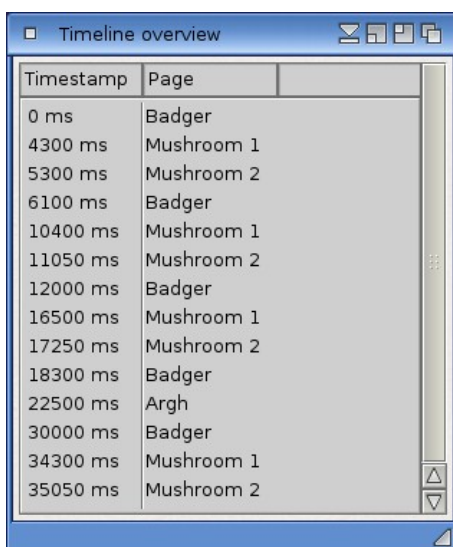 Timeline overview
Timestamp Page
0 ms Badger
4300 ms Mushroom 1
5300 ms Mushroom 2
6100 ms Badger
10400 ms Mushroom 1
11050 ms Mushroom 2
12000 ms Badger
16500 ms Mushroom 1
17250 ms Mushroom 2
18300 ms Badger
22500 ms Argh
30000 ms Badger
34300 ms Mushroom 1
35050 ms Mushroom 2